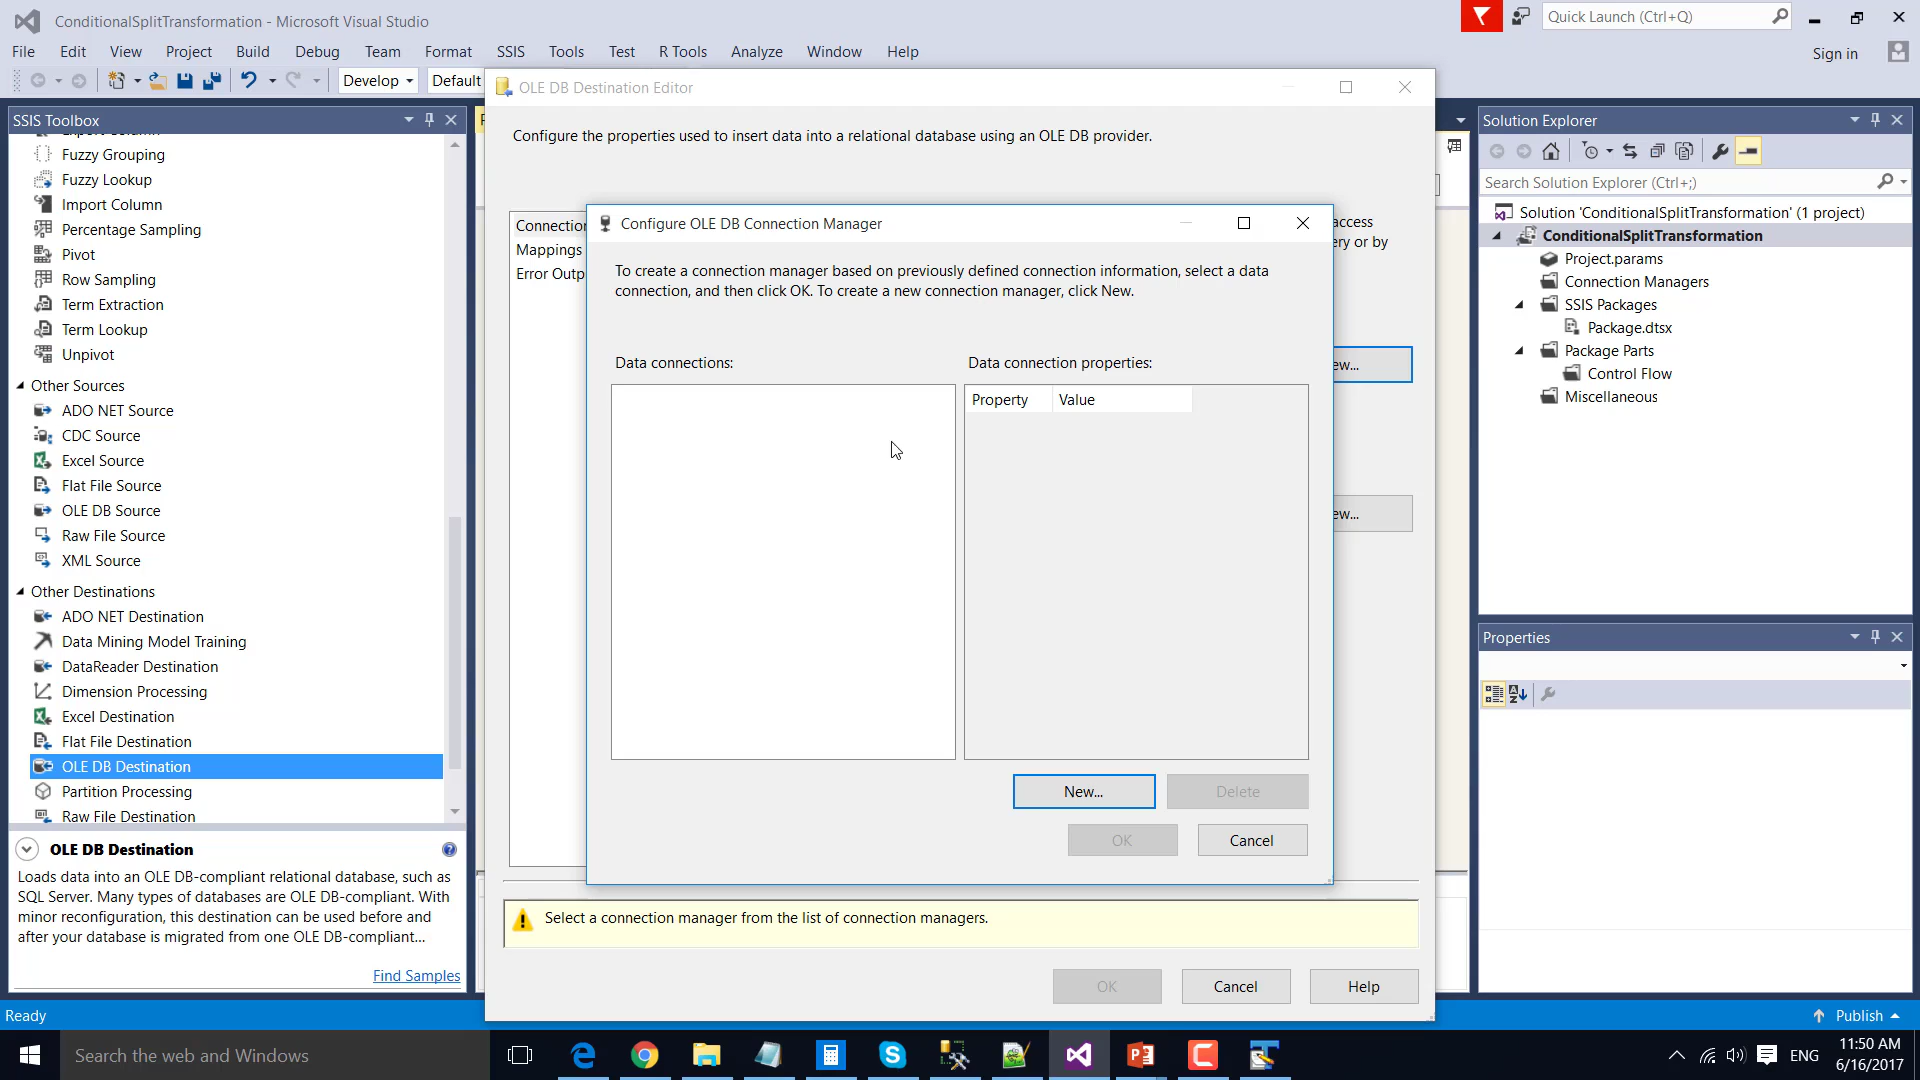 ConditionalSplitTransformation - Microsoft Visual Studio
Quick Launch (Ctrl+Q)
File Edit View Project Build Debug Team Format SSIS Tools Test R Tools Analyze Window Help
Sign in
Develop
Default
SSIS Toolbox
Export Column
Fuzzy Grouping
Fuzzy Lookup
Import Column
Percentage Sampling
Pivot
Row Sampling
Term Extraction
Term Lookup
Unpivot
Other Sources
ADO NET Source
CDC Source
Excel Source
Flat File Source
OLE DB Source
Raw File Source
XML Source
Other Destinations
ADO NET Destination
Data Mining Model Training
DataReader Destination
Dimension Processing
Excel Destination
Flat File Destination
OLE DB Destination
Partition Processing
Raw File Destination
OLE DB Destination
Loads data into an OLE DB-compliant relational database, such as
SQL Server. Many types of databases are OLE DB-compliant. With
minor reconfiguration, this destination can be used before and
after your database is migrated from one OLE DB-compliant...
Find Samples
OLE DB Destination Editor
Configure the properties used to insert data into a relational database using an OLE DB provider.
Connection
Mappings
Error Outp
access
ery or by
ew...
ew...
Configure OLE DB Connection Manager
To create a connection manager based on previously defined connection information, select a data
connection, and then click OK. To create a new connection manager, click New.
Data connections:
Data connection properties:
Property Value
New...
Delete
OK
Cancel
Select a connection manager from the list of connection managers.
OK
Cancel
Help
Solution Explorer
Search Solution Explorer (Ctrl+;)
Solution 'ConditionalSplitTransformation' (1 project)
ConditionalSplitTransformation
Project.params
Connection Managers
SSIS Packages
Package.dtsx
Package Parts
Control Flow
Miscellaneous
Properties
Ready
Publish
Search the web and Windows
ENG
11:50 AM
6/16/2017